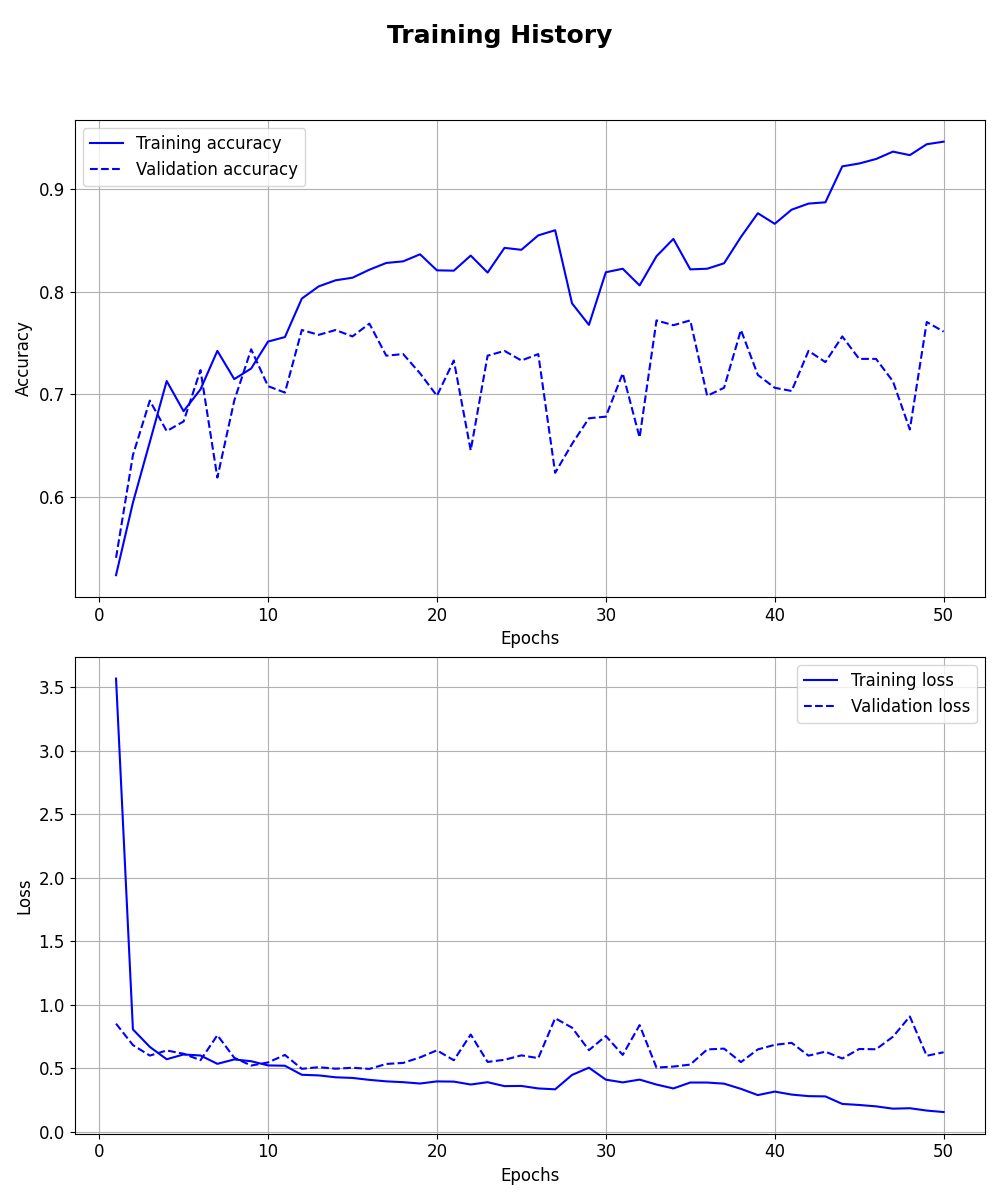 Training History
Training accuracy
Validation accuracy
0.9
0.8
0.7
0.6
Accuracy
0 10 20 30 40 50
Epochs
Training loss
Validation loss
3.5
3.0
2.5
2.0
1.5
1.0
0.5
0.0
Loss
0 10 20 30 40 50
Epochs